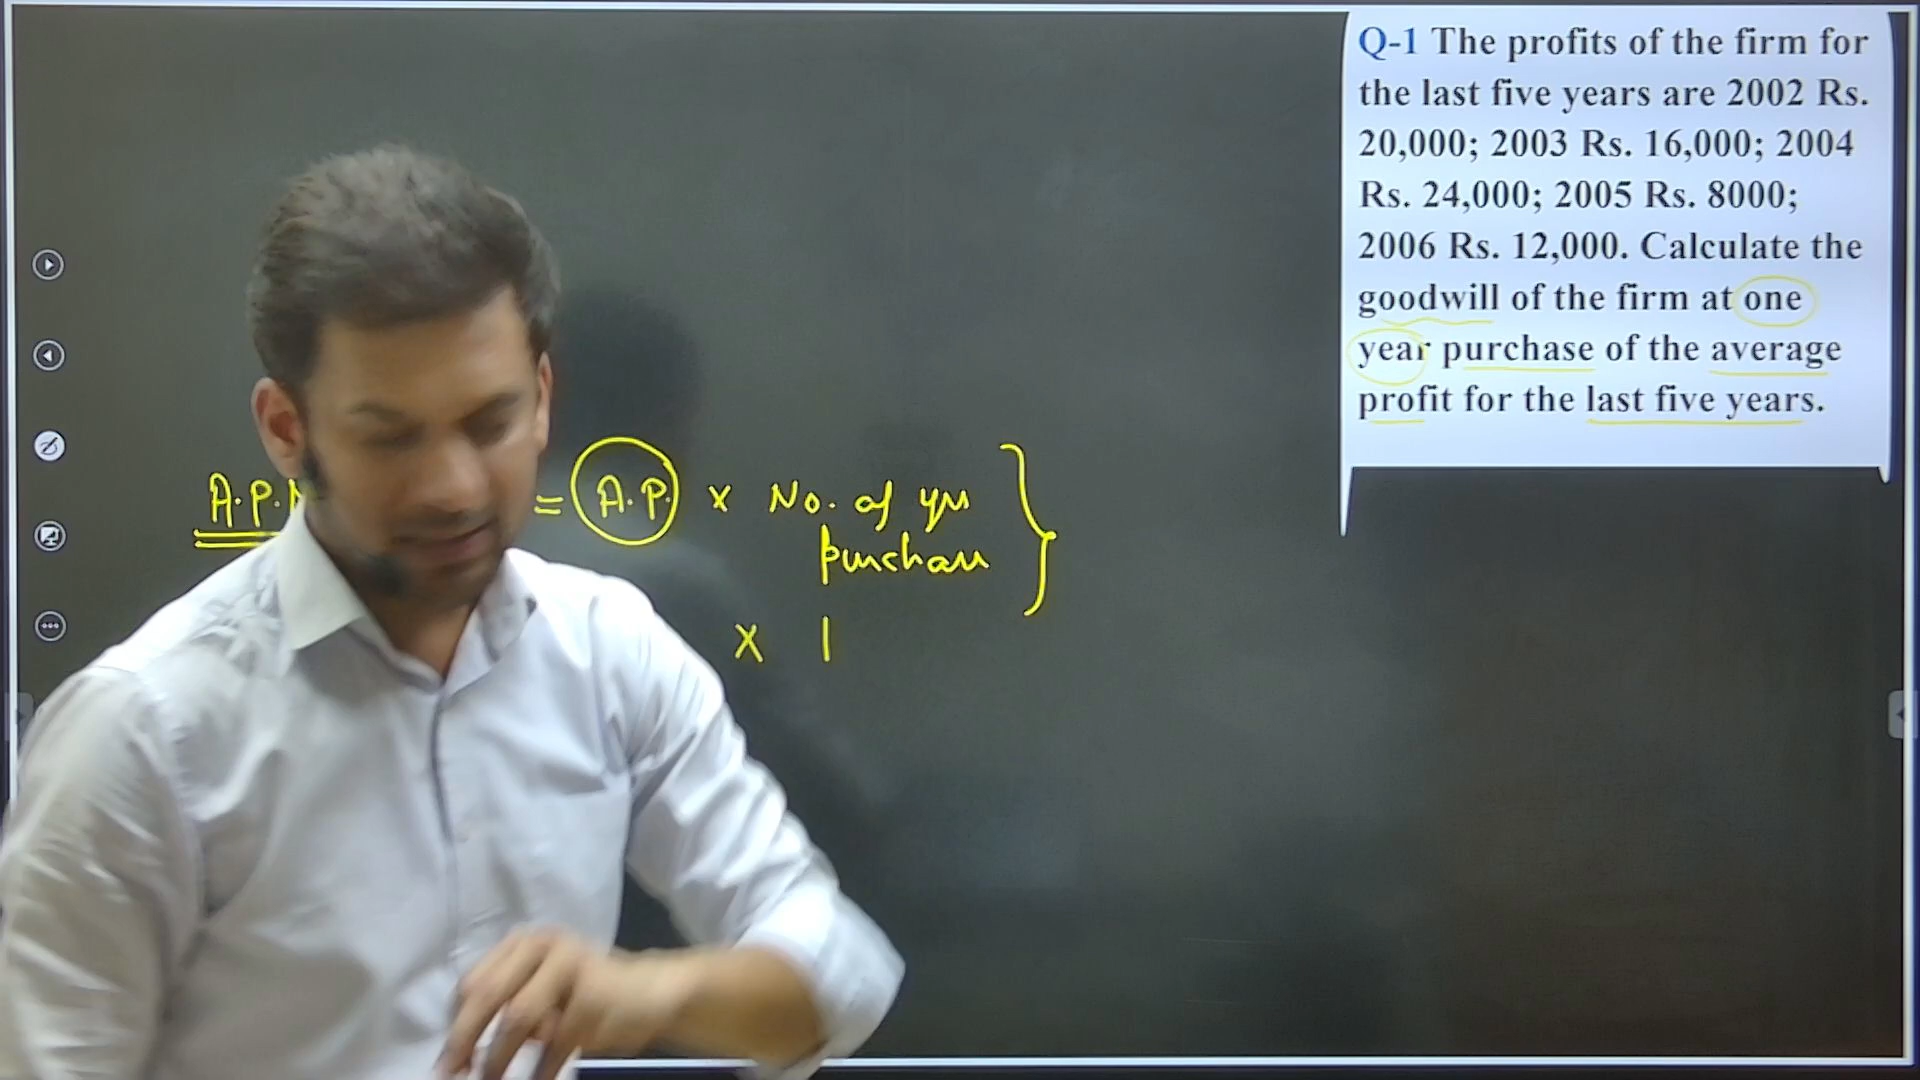 Q-1 The profits of the firm for
the last five years are 2002 Rs.
20,000; 2003 Rs. 16,000; 2004
Rs. 24,000; 2005 Rs. 8000;
2006 Rs. 12,000. Calculate the
goodwill of the firm at one
year purchase of the average
profit for the last five years.
A.P. = A.P. x No. of yrs
purchase
x 1